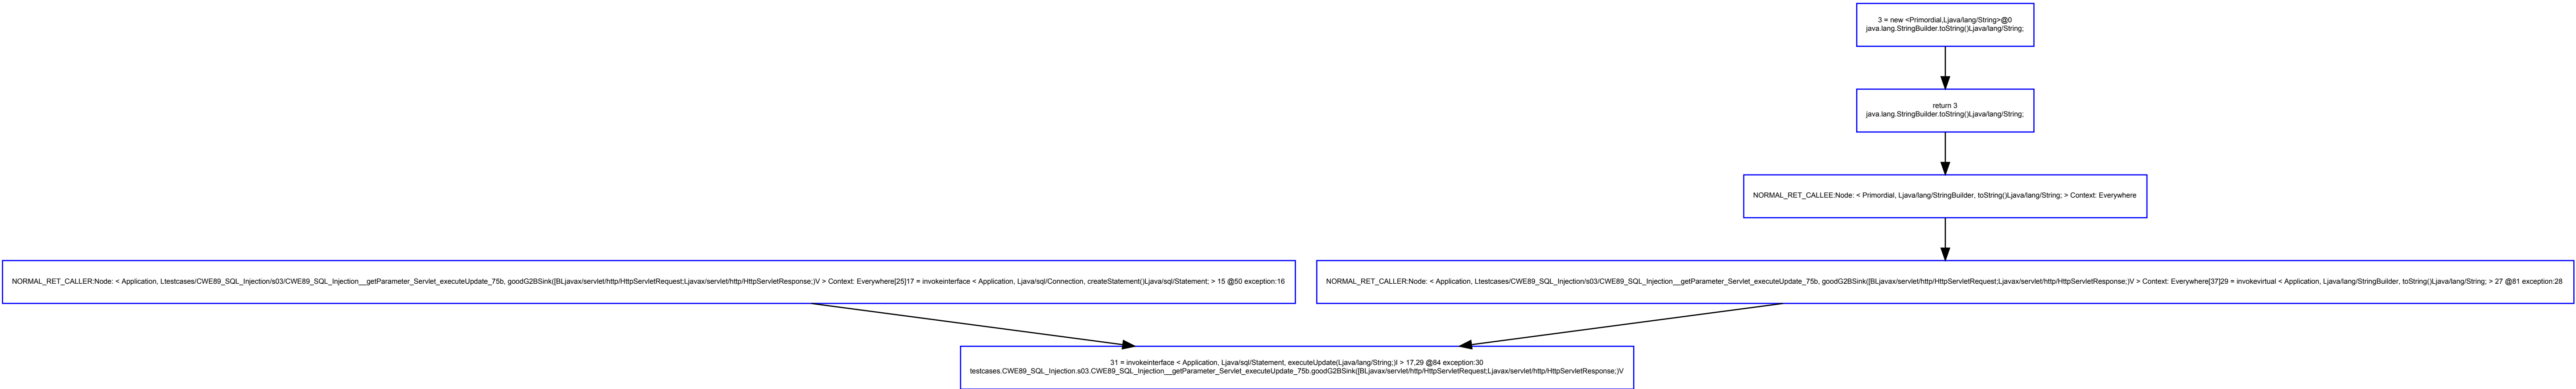 3 = new <Primordial,Ljava/lang/String>@0
java.lang.StringBuilder.toString()Ljava/lang/String;
return 3
java.lang.StringBuilder.toString()Ljava/lang/String;
NORMAL_RET_CALLEE:Node: < Primordial, Ljava/lang/StringBuilder, toString()Ljava/lang/String; > Context: Everywhere
NORMAL_RET_CALLER:Node: < Application, Ltestcases/CWE89_SQL_Injection/s03/CWE89_SQL_Injection__getParameter_Servlet_executeUpdate_75b, goodG2BSink([BLjavax/servlet/http/HttpServletRequest;Ljavax/servlet/http/HttpServletResponse;)V > Context: Everywhere[25]17 = invokeinterface < Application, Ljava/sql/Connection, createStatement()Ljava/sql/Statement; > 15 @50 exception:16
NORMAL_RET_CALLER:Node: < Application, Ltestcases/CWE89_SQL_Injection/s03/CWE89_SQL_Injection__getParameter_Servlet_executeUpdate_75b, goodG2BSink([BLjavax/servlet/http/HttpServletRequest;Ljavax/servlet/http/HttpServletResponse;)V > Context: Everywhere[37]29 = invokevirtual < Application, Ljava/lang/StringBuilder, toString()Ljava/lang/String; > 27 @81 exception:28
31 = invokeinterface < Application, Ljava/sql/Statement, executeUpdate(Ljava/lang/String;)I > 17,29 @84 exception:30
testcases.CWE89_SQL_Injection.s03.CWE89_SQL_Injection__getParameter_Servlet_executeUpdate_75b.goodG2BSink([BLjavax/servlet/http/HttpServletRequest;Ljavax/servlet/http/HttpServletResponse;)V